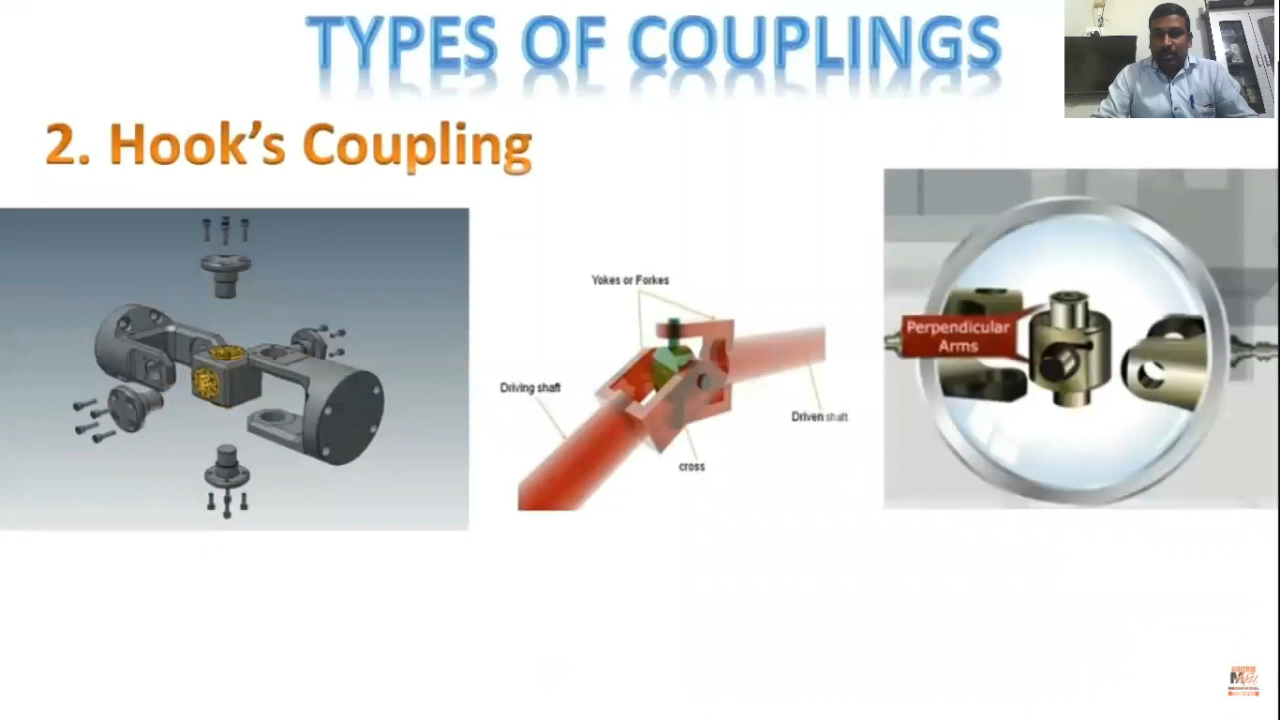 TYPES OF COUPLINGS
2. Hook's Coupling
Yokes or Forkes
Driving shaft
Driven shaft
cross
Perpendicular
Arms